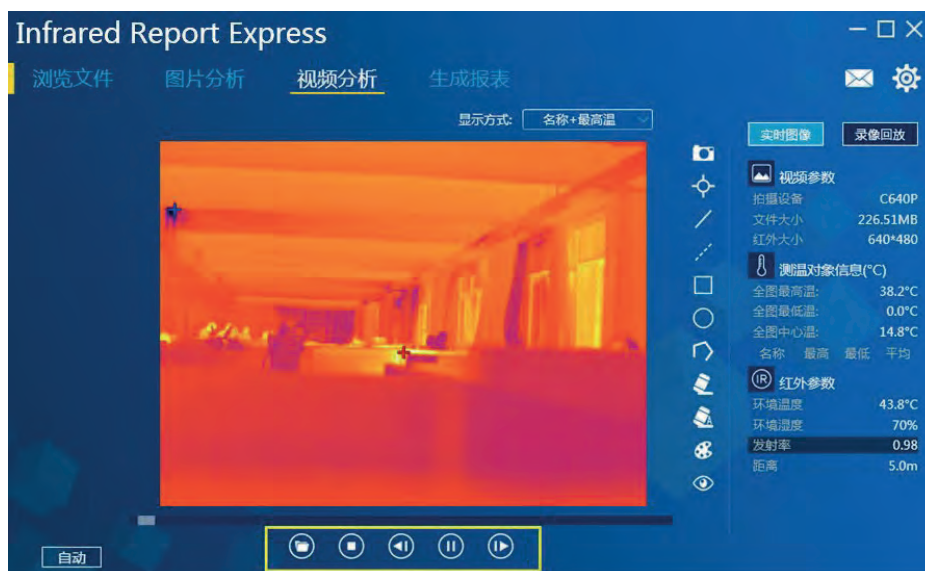 Infrared Report Express
浏览文件 图片分析 视频分析 生成报表
显示方式: 名称+最高温
实时图像 录像回放
视频参数
拍摄设备 C640P
文件大小 226.51MB
红外大小 640*480
测温对象信息(°C)
全图最高温: 38.2°C
全图最低温: 0.0°C
全图中心温: 14.8°C
名称 最高 最低 平均
IR 红外参数
环境温度 43.8°C
环境湿度 70%
发射率 0.98
距离 5.0m
自动